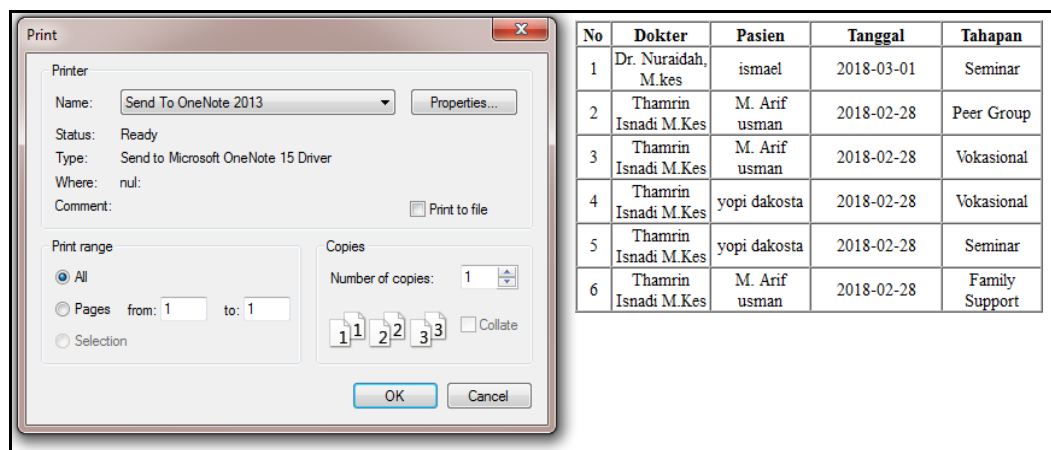 Print
Printer
Name: Send To OneNote 2013 Properties...
Status: Ready
Type: Send to Microsoft OneNote 15 Driver
Where: nul:
Comment: Print to file
Print range
All
Pages from: 1 to: 1
Selection
Copies
Number of copies: 1
1 1 2 2 3 3 Collate
OK Cancel
No Dokter Pasien Tanggal Tahapan
1 Dr. Nuraidah, M.kes ismael 2018-03-01 Seminar
2 Thamrin Isnadi M.Kes M. Arif usman 2018-02-28 Peer Group
3 Thamrin Isnadi M.Kes M. Arif usman 2018-02-28 Vokasional
4 Thamrin Isnadi M.Kes yopi dakosta 2018-02-28 Vokasional
5 Thamrin Isnadi M.Kes yopi dakosta 2018-02-28 Seminar
6 Thamrin Isnadi M.Kes M. Arif usman 2018-02-28 Family Support